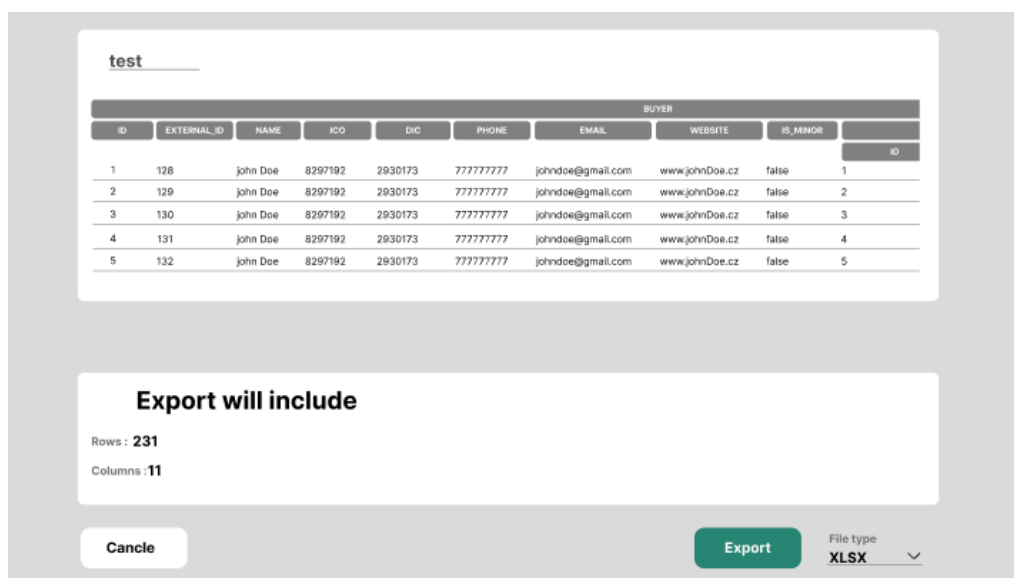 test
BUYER
ID EXTERNAL_ID NAME ICO DIC PHONE EMAIL WEBSITE IS_MINOR
ID
1 128 john Doe 8297192 2930173 777777777 johndoe@gmail.com www.johnDoe.cz false 1
2 129 john Doe 8297192 2930173 777777777 johndoe@gmail.com www.johnDoe.cz false 2
3 130 john Doe 8297192 2930173 777777777 johndoe@gmail.com www.johnDoe.cz false 3
4 131 john Doe 8297192 2930173 777777777 johndoe@gmail.com www.johnDoe.cz false 4
5 132 john Doe 8297192 2930173 777777777 johndoe@gmail.com www.johnDoe.cz false 5
Export will include
Rows : 231
Columns :11
Cancle Export File type
XLSX